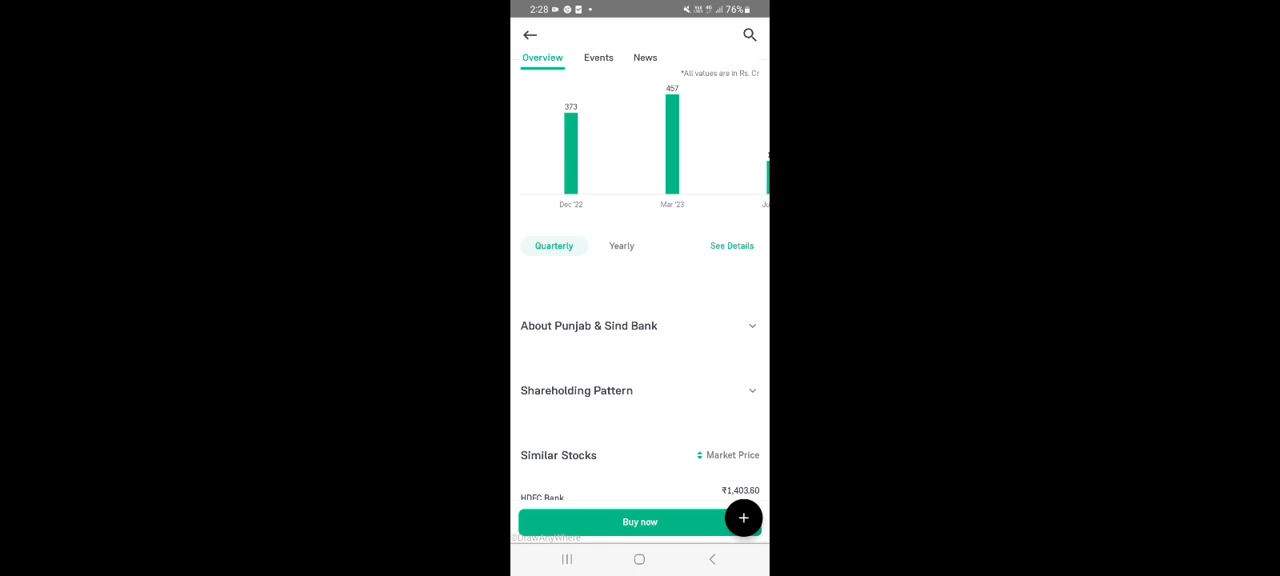 2:28 76%
Overview Events News
*All values are in Rs. Cr
457
373
Dec '22 Mar '23
Quarterly Yearly See Details
About Punjab & Sind Bank
Shareholding Pattern
Similar Stocks Market Price
₹1,403.60
HDFC Bank
Buy now
©DrawAnyWhere